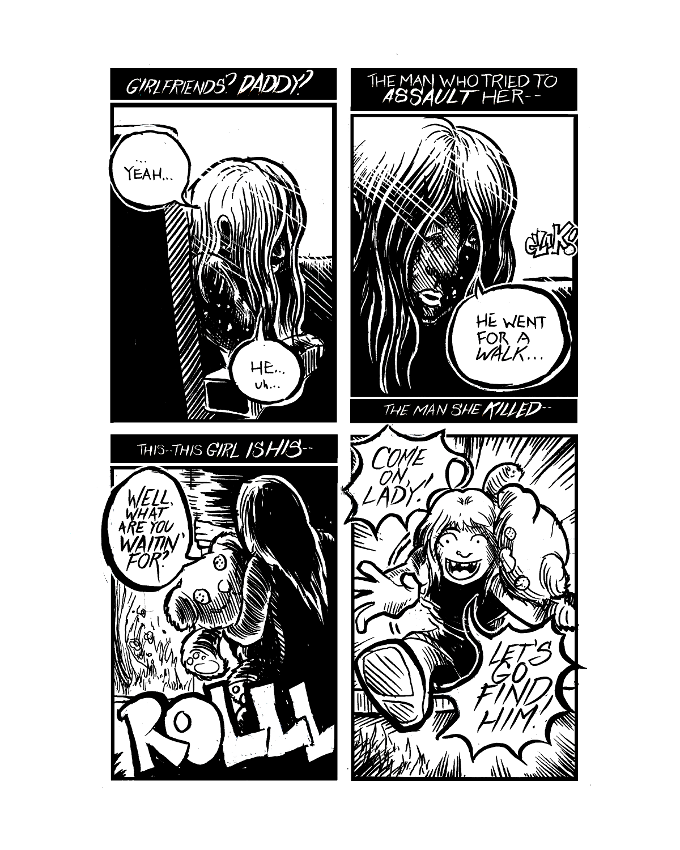 GIRLFRIENDS? DADDY?
...
YEAH...
HE...
uh...
THE MAN WHO TRIED TO
ASSAULT HER--
HE WENT
FOR A
WALK...
THE MAN SHE KILLED--
THIS--THIS GIRL IS HIS--
WELL,
WHAT
ARE YOU
WAITIN'
FOR?
ROLLL
COME
ON,
LADY!
LET'S
GO
FIND
HIM.